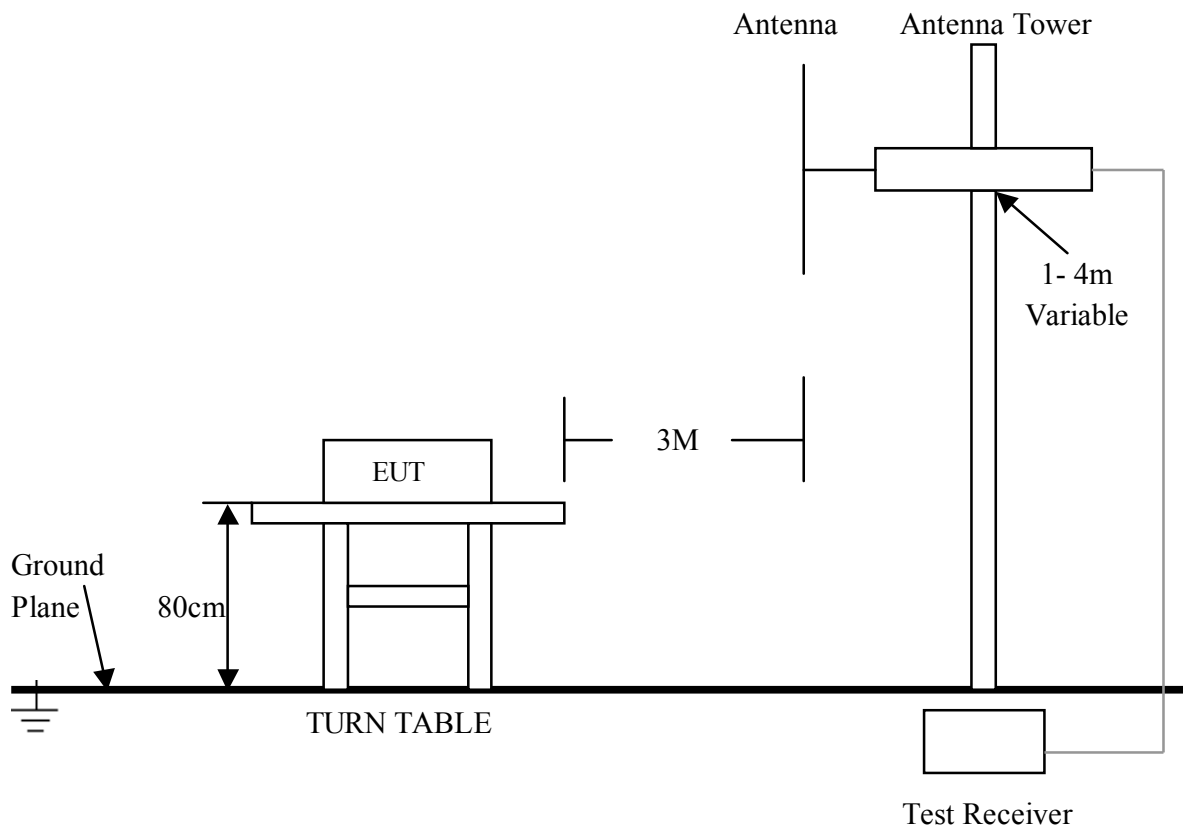 Antenna
Antenna Tower
1- 4m
Variable
3M
EUT
Ground
Plane
80cm
TURN TABLE
Test Receiver